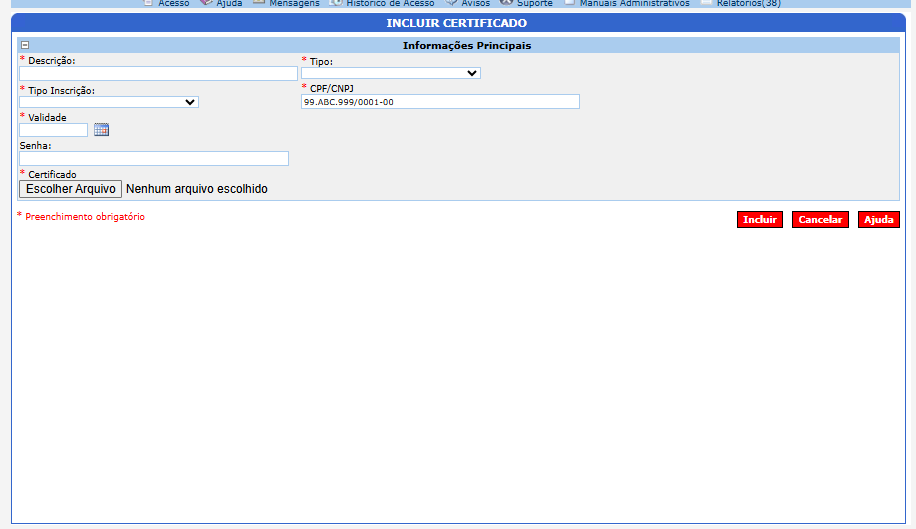 Acesso Ajuda Mensagens Histórico de Acesso Avisos Suporte Manuais Administrativos Relatórios(38)
INCLUIR CERTIFICADO
Informações Principais
* Descrição: * Tipo:
* Tipo Inscrição: * CPF/CNPJ
99.ABC.999/0001-00
* Validade
Senha:
* Certificado
Escolher Arquivo Nenhum arquivo escolhido
* Preenchimento obrigatório Incluir Cancelar Ajuda